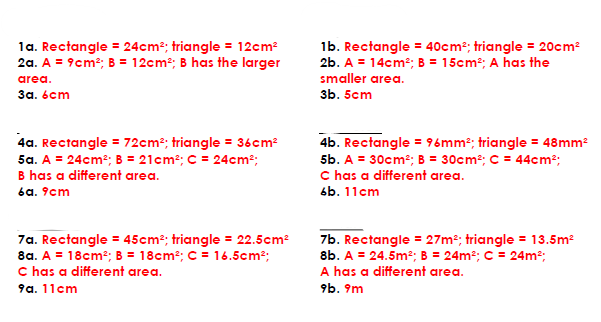 1a. Rectangle = 24cm²; triangle = 12cm²
2a. A = 9cm²; B = 12cm²; B has the larger
area.
3a. 6cm
4a. Rectangle = 72cm²; triangle = 36cm²
5a. A = 24cm²; B = 21cm²; C = 24cm²;
B has a different area.
6a. 9cm
7a. Rectangle = 45cm²; triangle = 22.5cm²
8a. A = 18cm²; B = 18cm²; C = 16.5cm²;
C has a different area.
9a. 11cm
1b. Rectangle = 40cm²; triangle = 20cm²
2b. A = 14cm²; B = 15cm²; A has the
smaller area.
3b. 5cm
4b. Rectangle = 96mm²; triangle = 48mm²
5b. A = 30cm²; B = 30cm²; C = 44cm²;
C has a different area.
6b. 11cm
7b. Rectangle = 27m²; triangle = 13.5m²
8b. A = 24.5m²; B = 24m²; C = 24m²;
A has a different area.
9b. 9m